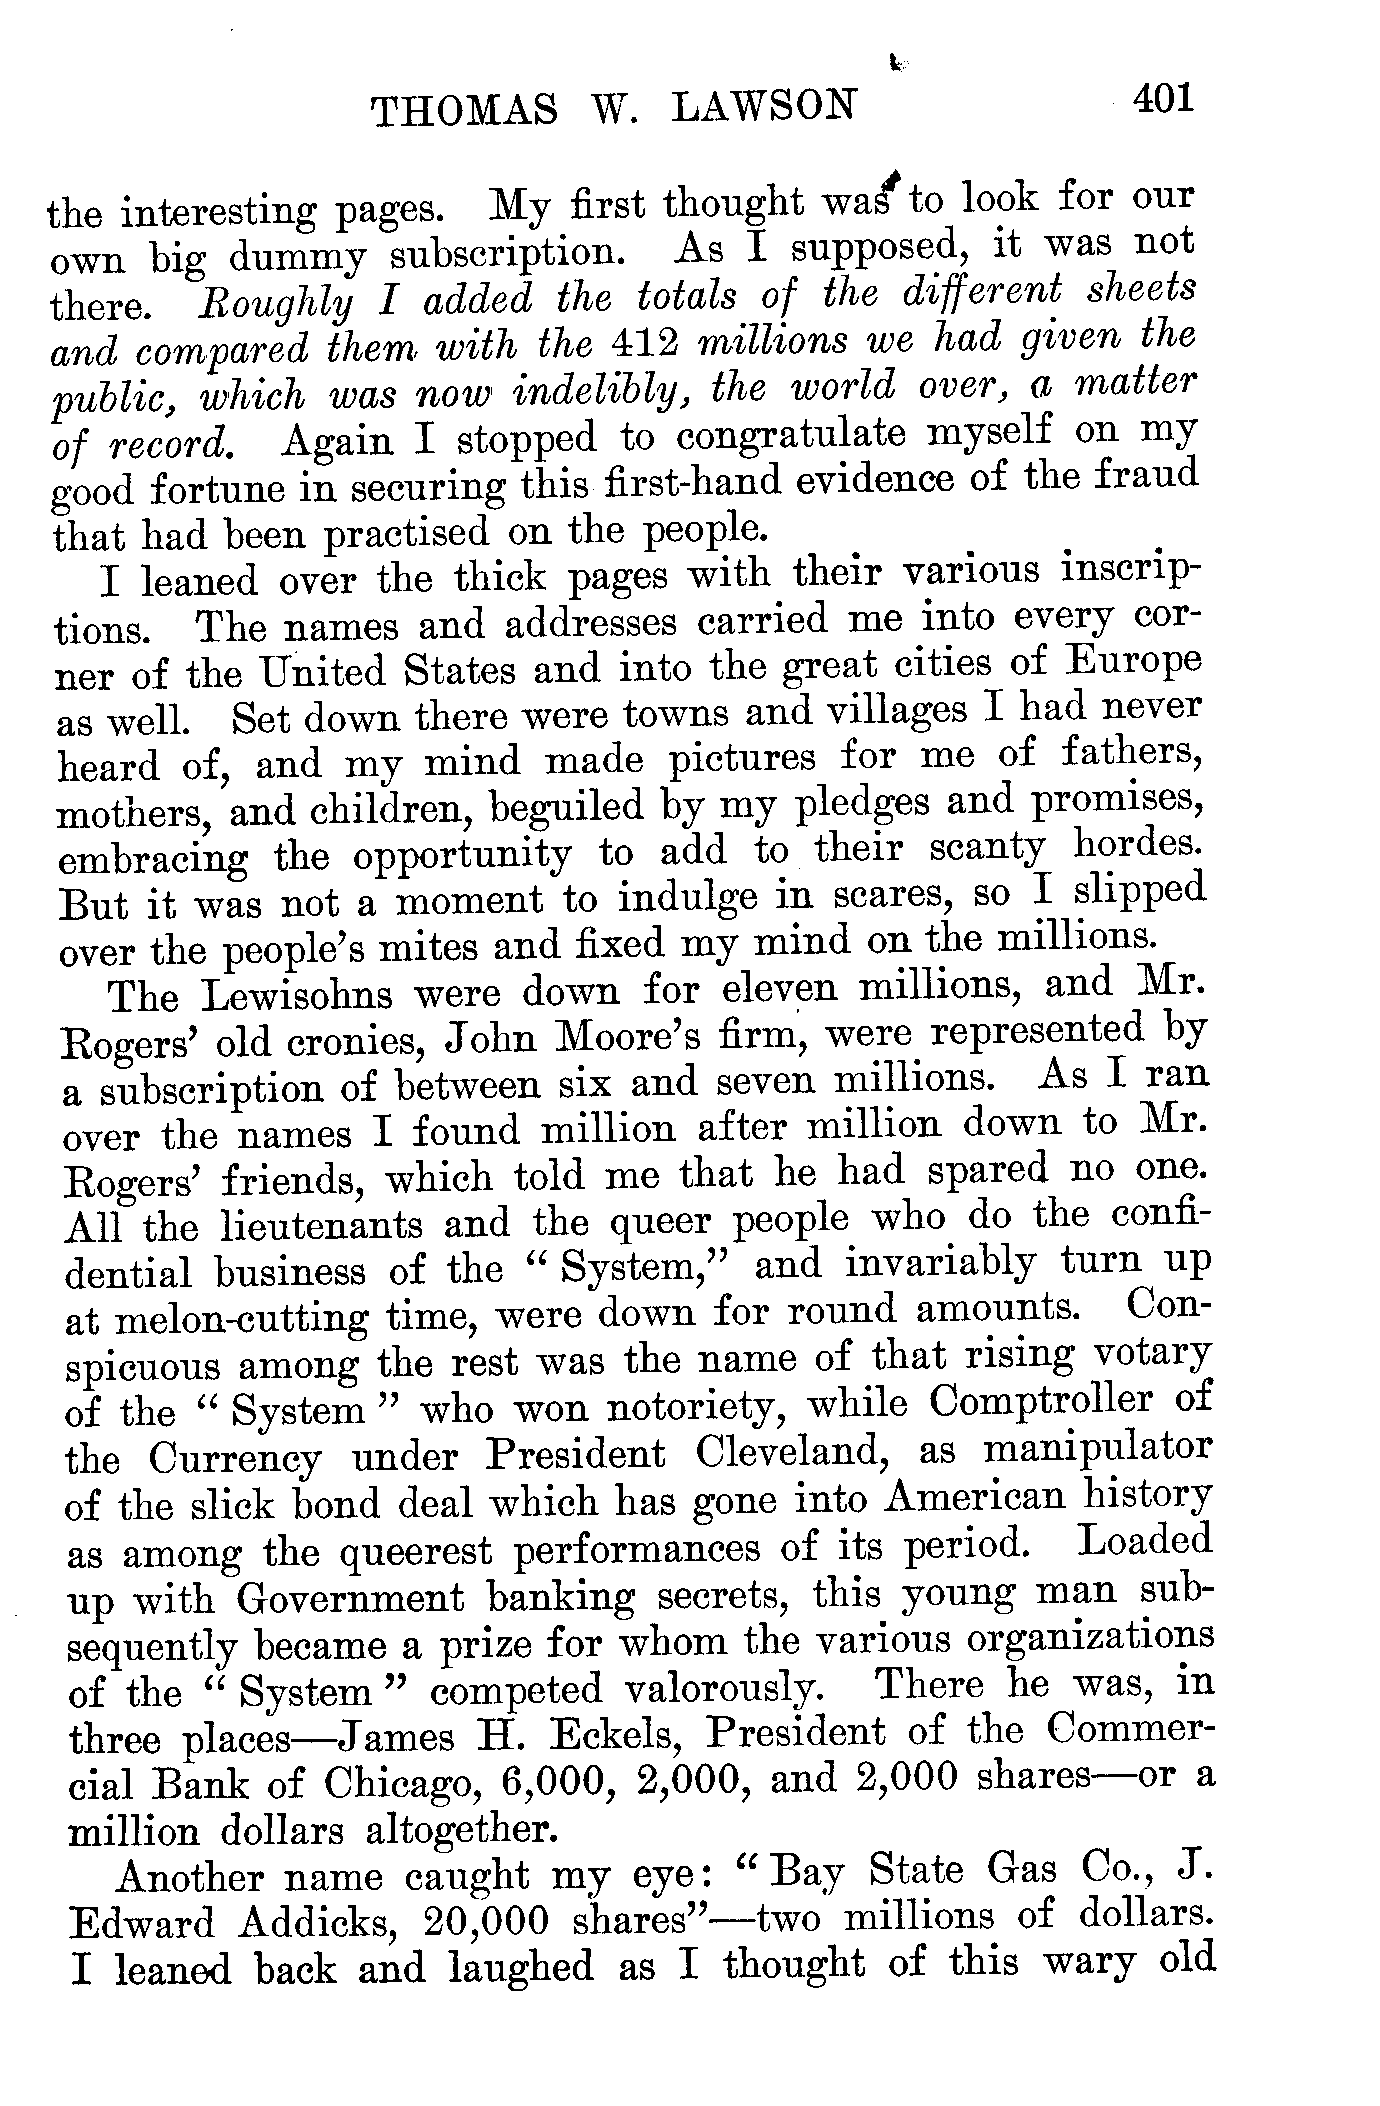 THOMAS W. LAWSON 401
the interesting pages. My first thought was to look for our
own big dummy subscription. As I supposed, it was not
there. Roughly I added the totals of the different sheets
and compared them with the 412 millions we had given the
public, which was now indelibly, the world over, a matter
of record. Again I stopped to congratulate myself on my
good fortune in securing this first-hand evidence of the fraud
that had been practised on the people.
I leaned over the thick pages with their various inscrip-
tions. The names and addresses carried me into every cor-
ner of the United States and into the great cities of Europe
as well. Set down there were towns and villages I had never
heard of, and my mind made pictures for me of fathers,
mothers, and children, beguiled by my pledges and promises,
embracing the opportunity to add to their scanty hordes.
But it was not a moment to indulge in scares, so I slipped
over the people's mites and fixed my mind on the millions.
The Lewisohns were down for eleven millions, and Mr.
Rogers' old cronies, John Moore's firm, were represented by
a subscription of between six and seven millions. As I ran
over the names I found million after million down to Mr.
Rogers' friends, which told me that he had spared no one.
All the lieutenants and the queer people who do the confi-
dential business of the "System," and invariably turn up
at melon-cutting time, were down for round amounts. Con-
spicuous among the rest was the name of that rising votary
of the "System" who won notoriety, while Comptroller of
the Currency under President Cleveland, as manipulator
of the slick bond deal which has gone into American history
as among the queerest performances of its period. Loaded
up with Government banking secrets, this young man sub-
sequently became a prize for whom the various organizations
of the "System" competed valorously. There he was, in
three places—James H. Eckels, President of the Commer-
cial Bank of Chicago, 6,000, 2,000, and 2,000 shares—or a
million dollars altogether.
Another name caught my eye: "Bay State Gas Co., J.
Edward Addicks, 20,000 shares"—two millions of dollars.
I leaned back and laughed as I thought of this wary old